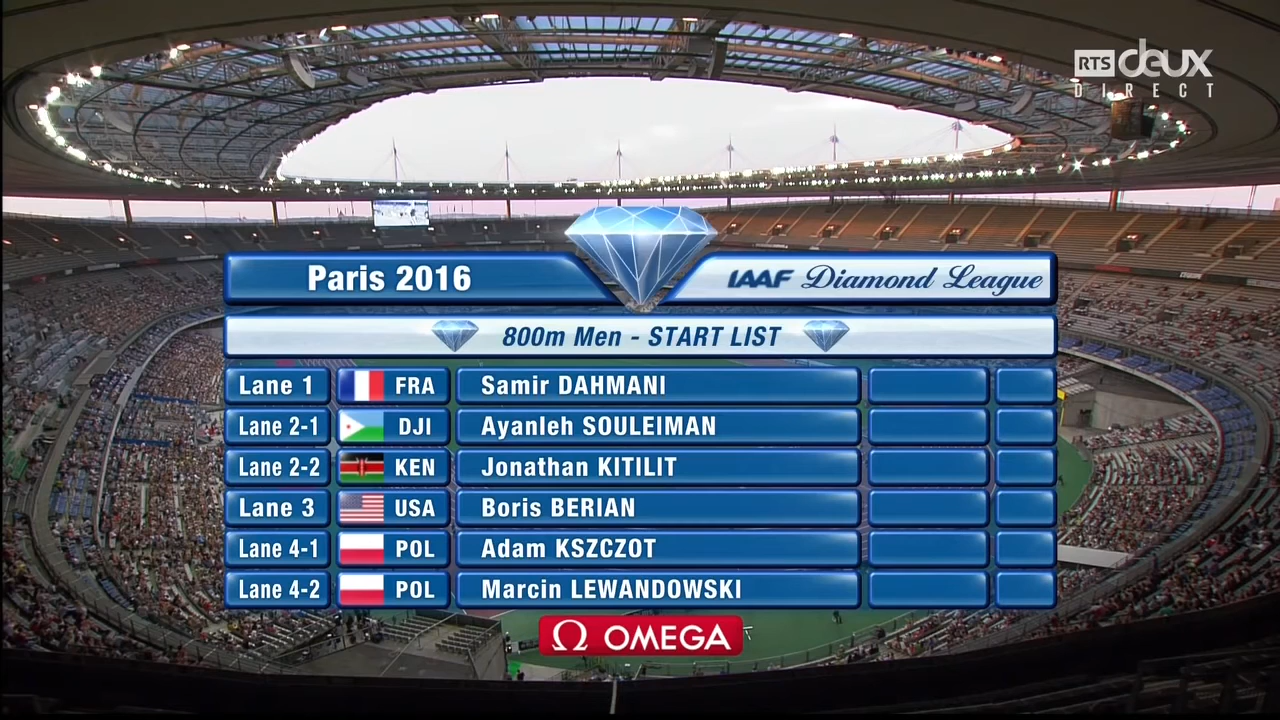 RTS deux
DIRECT
Paris 2016
IAAF Diamond League
800m Men - START LIST
Lane 1 FRA Samir DAHMANI
Lane 2-1 DJI Ayanleh SOULEIMAN
Lane 2-2 KEN Jonathan KITILIT
Lane 3 USA Boris BERIAN
Lane 4-1 POL Adam KSZCZOT
Lane 4-2 POL Marcin LEWANDOWSKI
Ω OMEGA